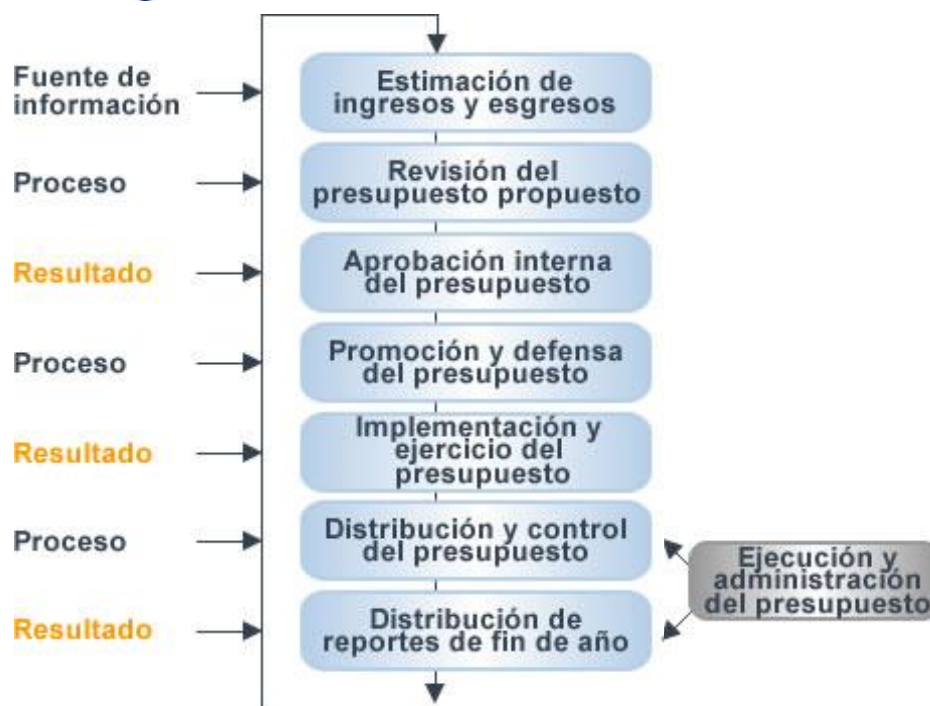 Fuente de
información
Estimación de
ingresos y esgresos
Proceso
Revisión del
presupuesto propuesto
Resultado
Aprobación interna
del presupuesto
Proceso
Promoción y defensa
del presupuesto
Resultado
Implementación y
ejercicio del
presupuesto
Proceso
Distribución y control
del presupuesto
Ejecución y
administración
del presupuesto
Resultado
Distribución de
reportes de fin de año